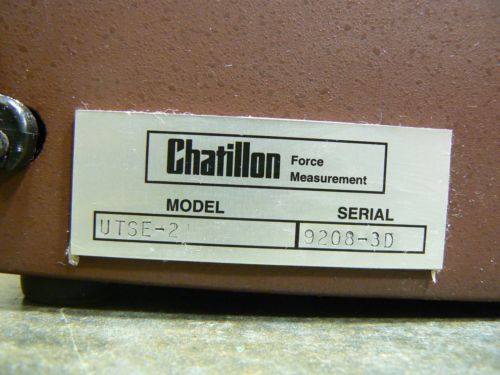 Chatillon Force
Measurement
MODEL SERIAL
UTSE-2 9208-3D